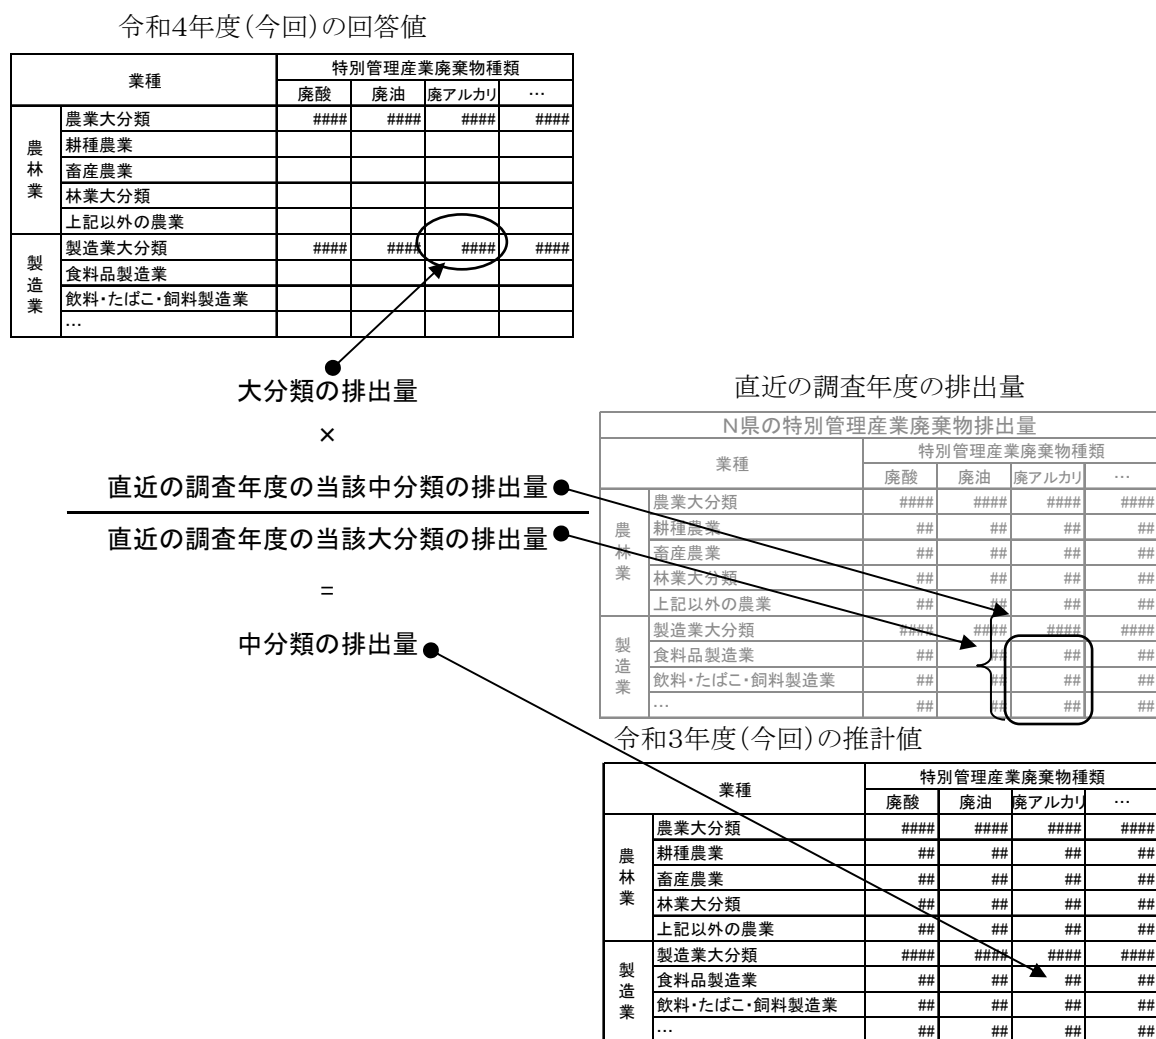 令和4年度(今回)の回答値
業種 特別管理産業廃棄物種類
廃酸 廃油 廃アルカリ …
農林業
農業大分類 #### #### #### ####
耕種農業
畜産農業
林業大分類
上記以外の農業
製造業
製造業大分類 #### #### #### ####
食料品製造業
飲料・たばこ・飼料製造業
…
大分類の排出量
×
直近の調査年度の当該中分類の排出量
直近の調査年度の当該大分類の排出量
=
中分類の排出量
直近の調査年度の排出量
N県の特別管理産業廃棄物排出量
業種 特別管理産業廃棄物種類
廃酸 廃油 廃アルカリ …
農林業
農業大分類 #### #### #### ####
耕種農業 ## ## ## ##
畜産農業 ## ## ## ##
林業大分類 ## ## ## ##
上記以外の農業 ## ## ## ##
製造業
製造業大分類 #### #### #### ####
食料品製造業 ## ## ## ##
飲料・たばこ・飼料製造業 ## ## ## ##
… ## ## ## ##
令和3年度(今回)の推計値
業種 特別管理産業廃棄物種類
廃酸 廃油 廃アルカリ …
農林業
農業大分類 #### #### #### ####
耕種農業 ## ## ## ##
畜産農業 ## ## ## ##
林業大分類 ## ## ## ##
上記以外の農業 ## ## ## ##
製造業
製造業大分類 #### #### #### ####
食料品製造業 ## ## ## ##
飲料・たばこ・飼料製造業 ## ## ## ##
… ## ## ## ##